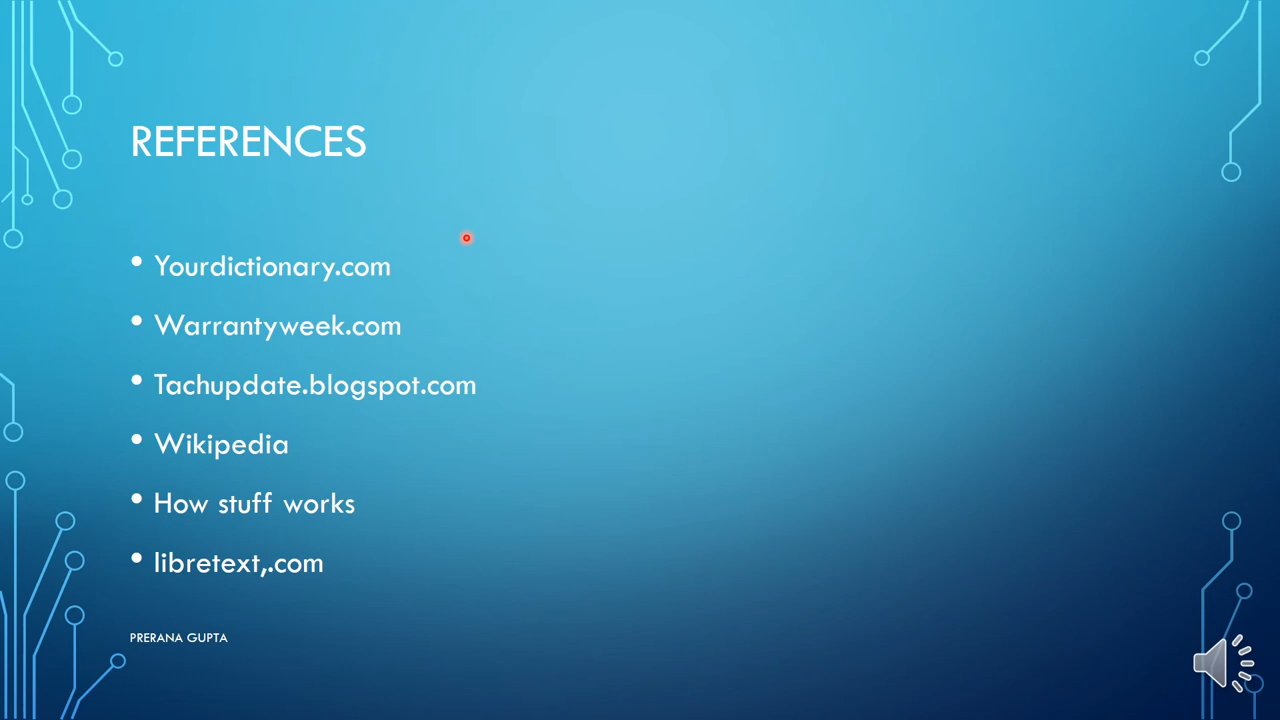 REFERENCES
• Yourdictionary.com
• Warrantyweek.com
• Tachupdate.blogspot.com
• Wikipedia
• How stuff works
• libretext,.com
PRERANA GUPTA